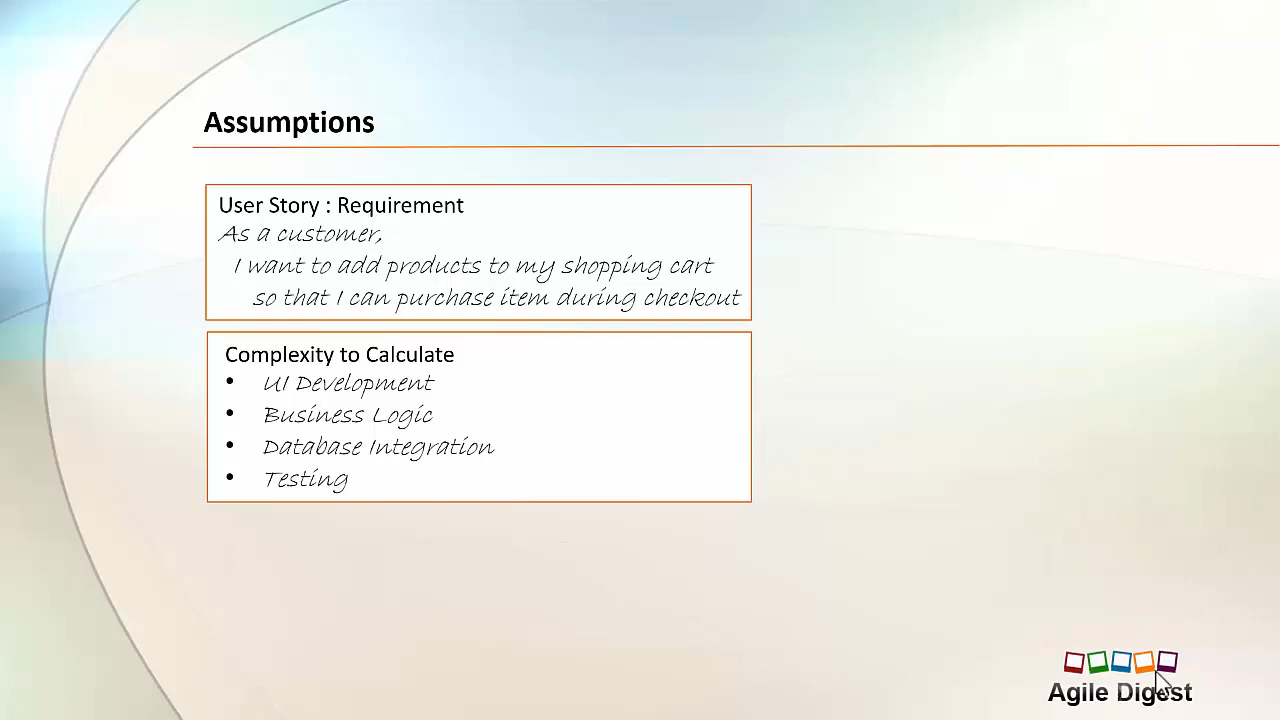 Assumptions
User Story : Requirement
As a customer,
I want to add products to my shopping cart
so that I can purchase item during checkout
Complexity to Calculate
• UI Development
• Business Logic
• Database Integration
• Testing
Agile Digest